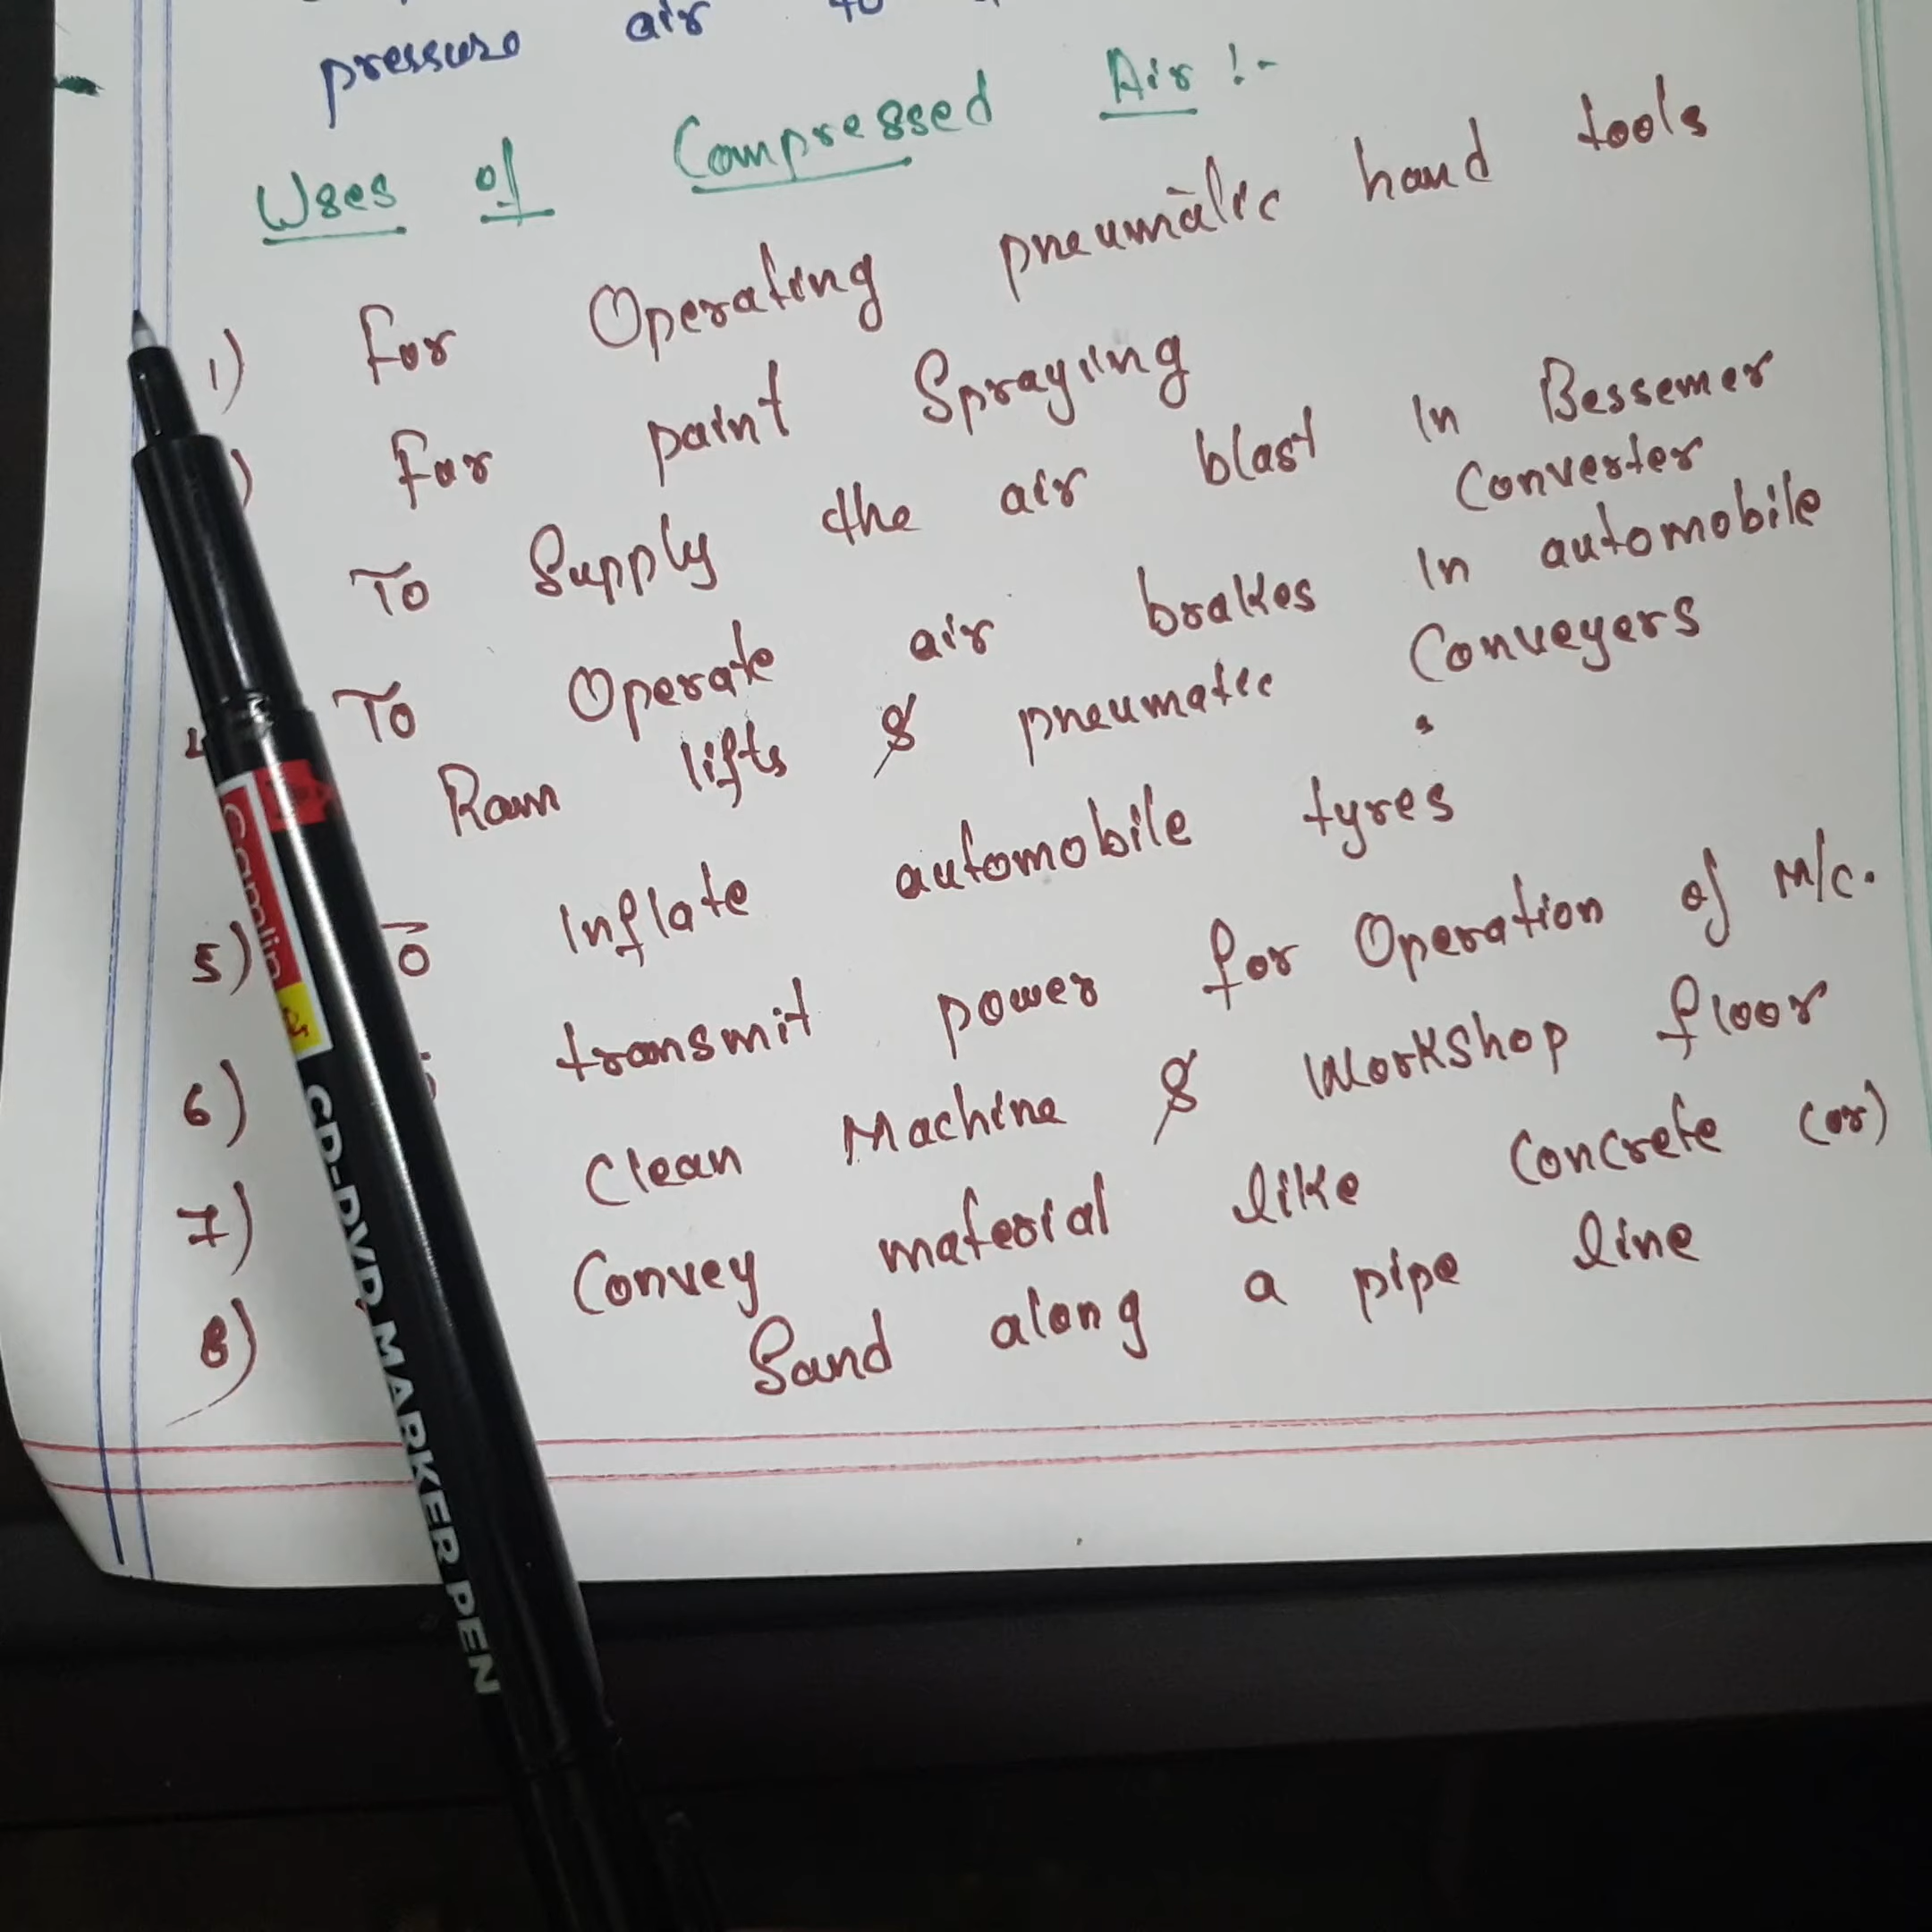 pressure air to
Uses of Compressed Air :-
1) For Operating pneumatic hand tools
) For paint Sprayiing
To Supply the air blast In Bessemer
Converter
To Operate air brakes In automobile
Ram lifts & pneumatic Conveyers
5) To Inflate automobile tyres
6) transmit power for Operation of M/c.
7) Clean Machine & Workshop floor
8) Convey material like Concrete (or)
Sand along a pipe line
Camlin
CD-DVD MARKER PEN